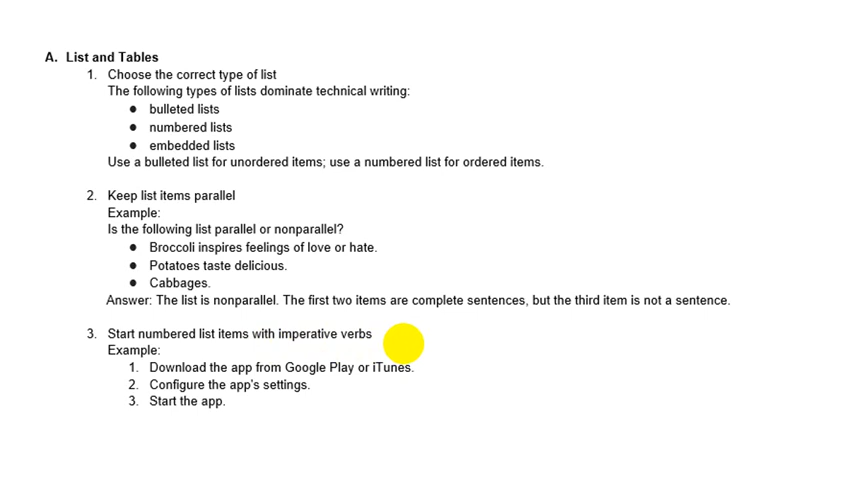 A. List and Tables
1. Choose the correct type of list
The following types of lists dominate technical writing:
● bulleted lists
● numbered lists
● embedded lists
Use a bulleted list for unordered items; use a numbered list for ordered items.
2. Keep list items parallel
Example:
Is the following list parallel or nonparallel?
● Broccoli inspires feelings of love or hate.
● Potatoes taste delicious.
● Cabbages.
Answer: The list is nonparallel. The first two items are complete sentences, but the third item is not a sentence.
3. Start numbered list items with imperative verbs
Example:
1. Download the app from Google Play or iTunes.
2. Configure the app's settings.
3. Start the app.